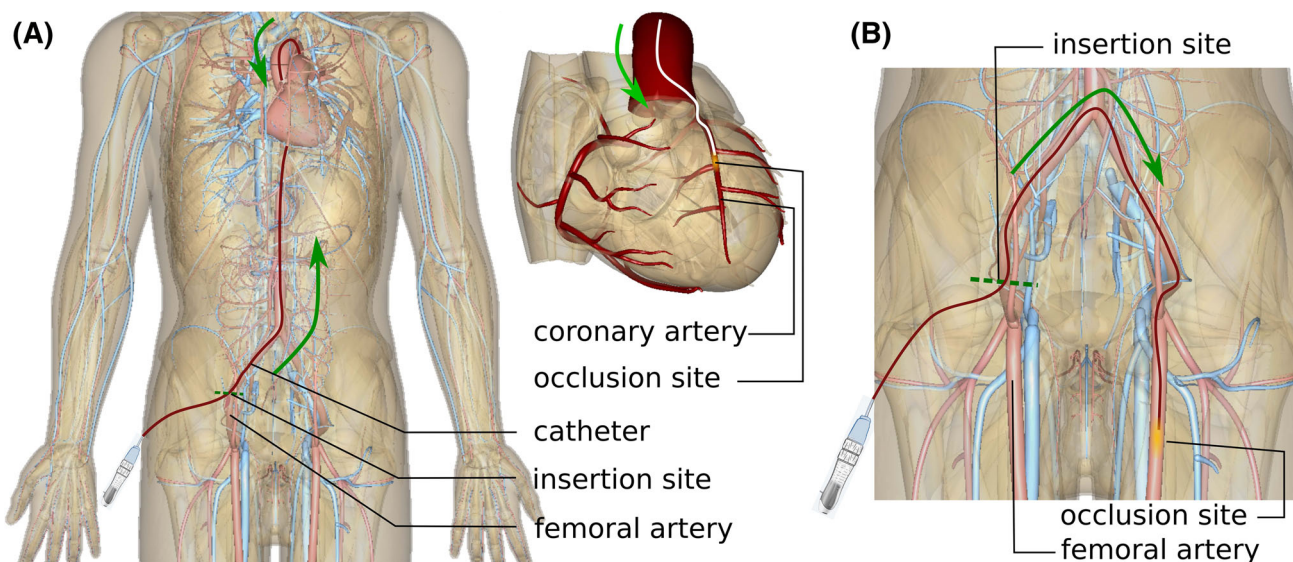 (A)
coronary artery
occlusion site
catheter
insertion site
femoral artery
(B)
insertion site
occlusion site
femoral artery